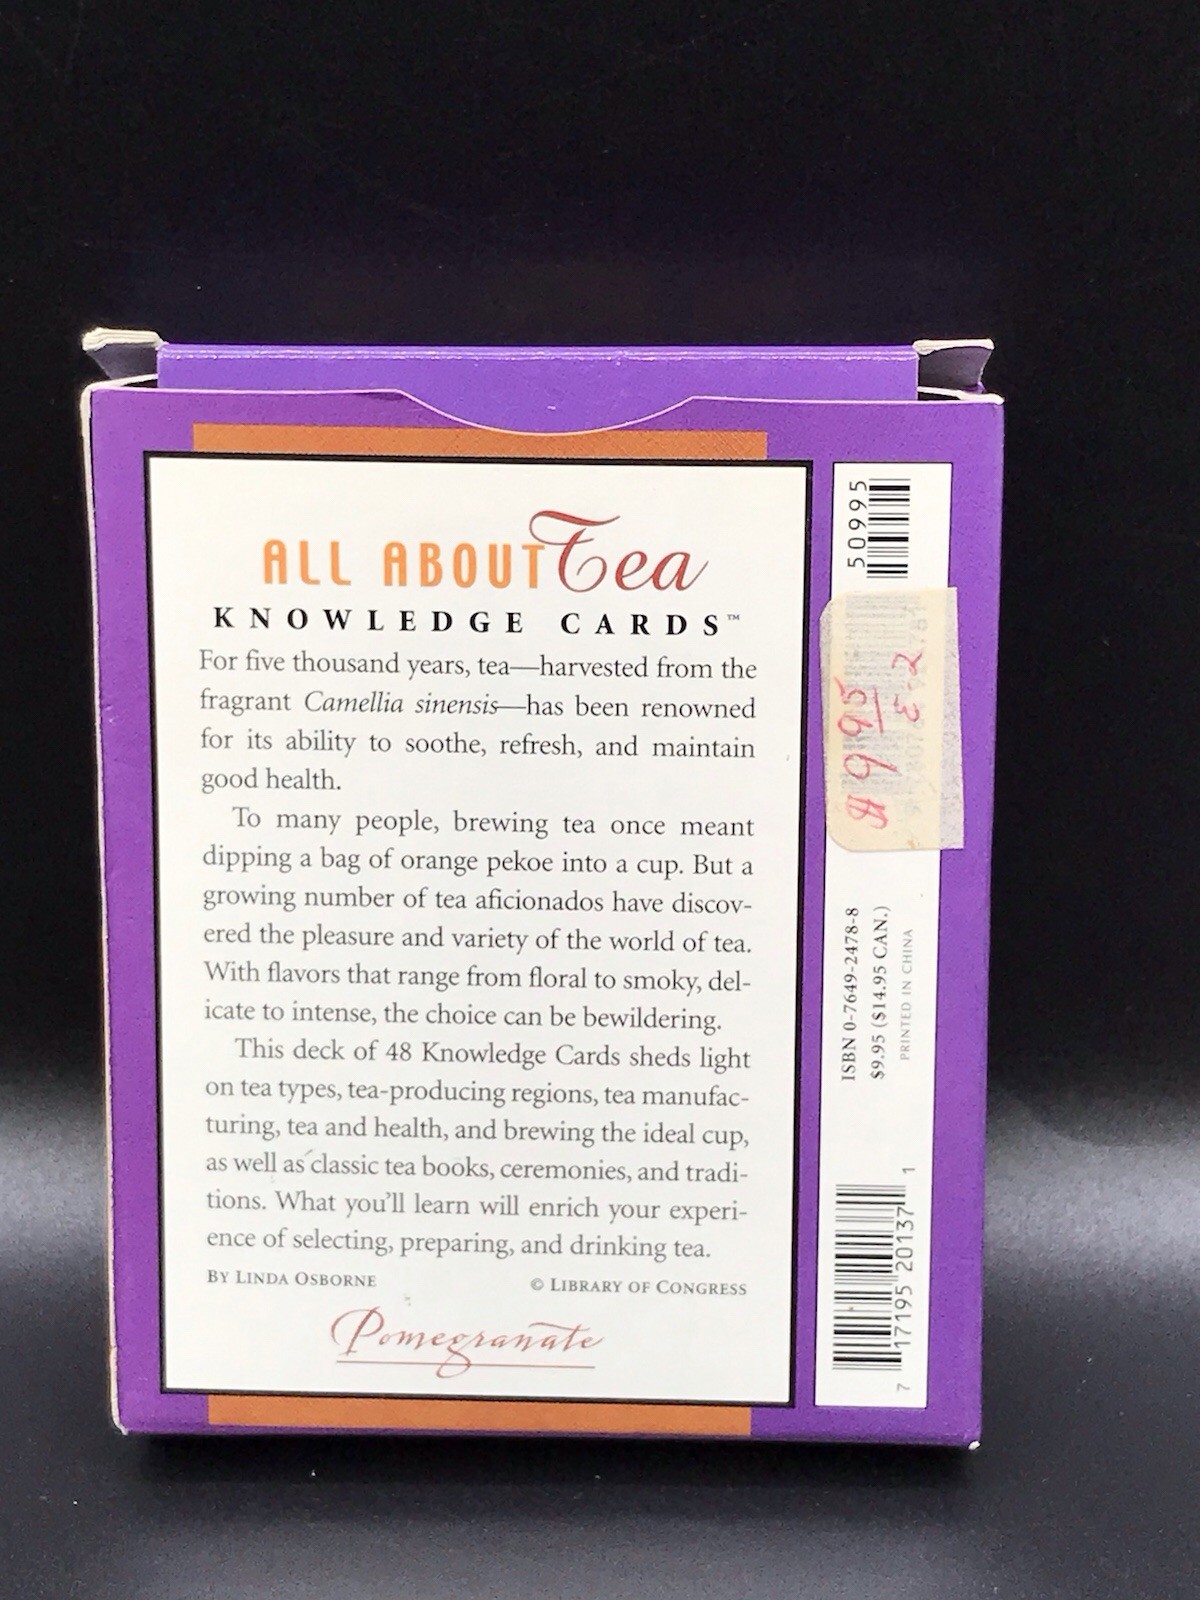 ALL ABOUT Tea
KNOWLEDGE CARDS™
For five thousand years, tea—harvested from the
fragrant Camellia sinensis—has been renowned
for its ability to soothe, refresh, and maintain
good health.
To many people, brewing tea once meant
dipping a bag of orange pekoe into a cup. But a
growing number of tea aficionados have discov-
ered the pleasure and variety of the world of tea.
With flavors that range from floral to smoky, del-
icate to intense, the choice can be bewildering.
This deck of 48 Knowledge Cards sheds light
on tea types, tea-producing regions, tea manufac-
turing, tea and health, and brewing the ideal cup,
as well as classic tea books, ceremonies, and tradi-
tions. What you'll learn will enrich your experi-
ence of selecting, preparing, and drinking tea.
BY LINDA OSBORNE
© LIBRARY OF CONGRESS
Pomegranate
50995
$9 95
E-2
ISBN 0-7649-2478-8
$9.95 ($14.95 CAN.)
PRINTED IN CHINA
7 17195 20137 1